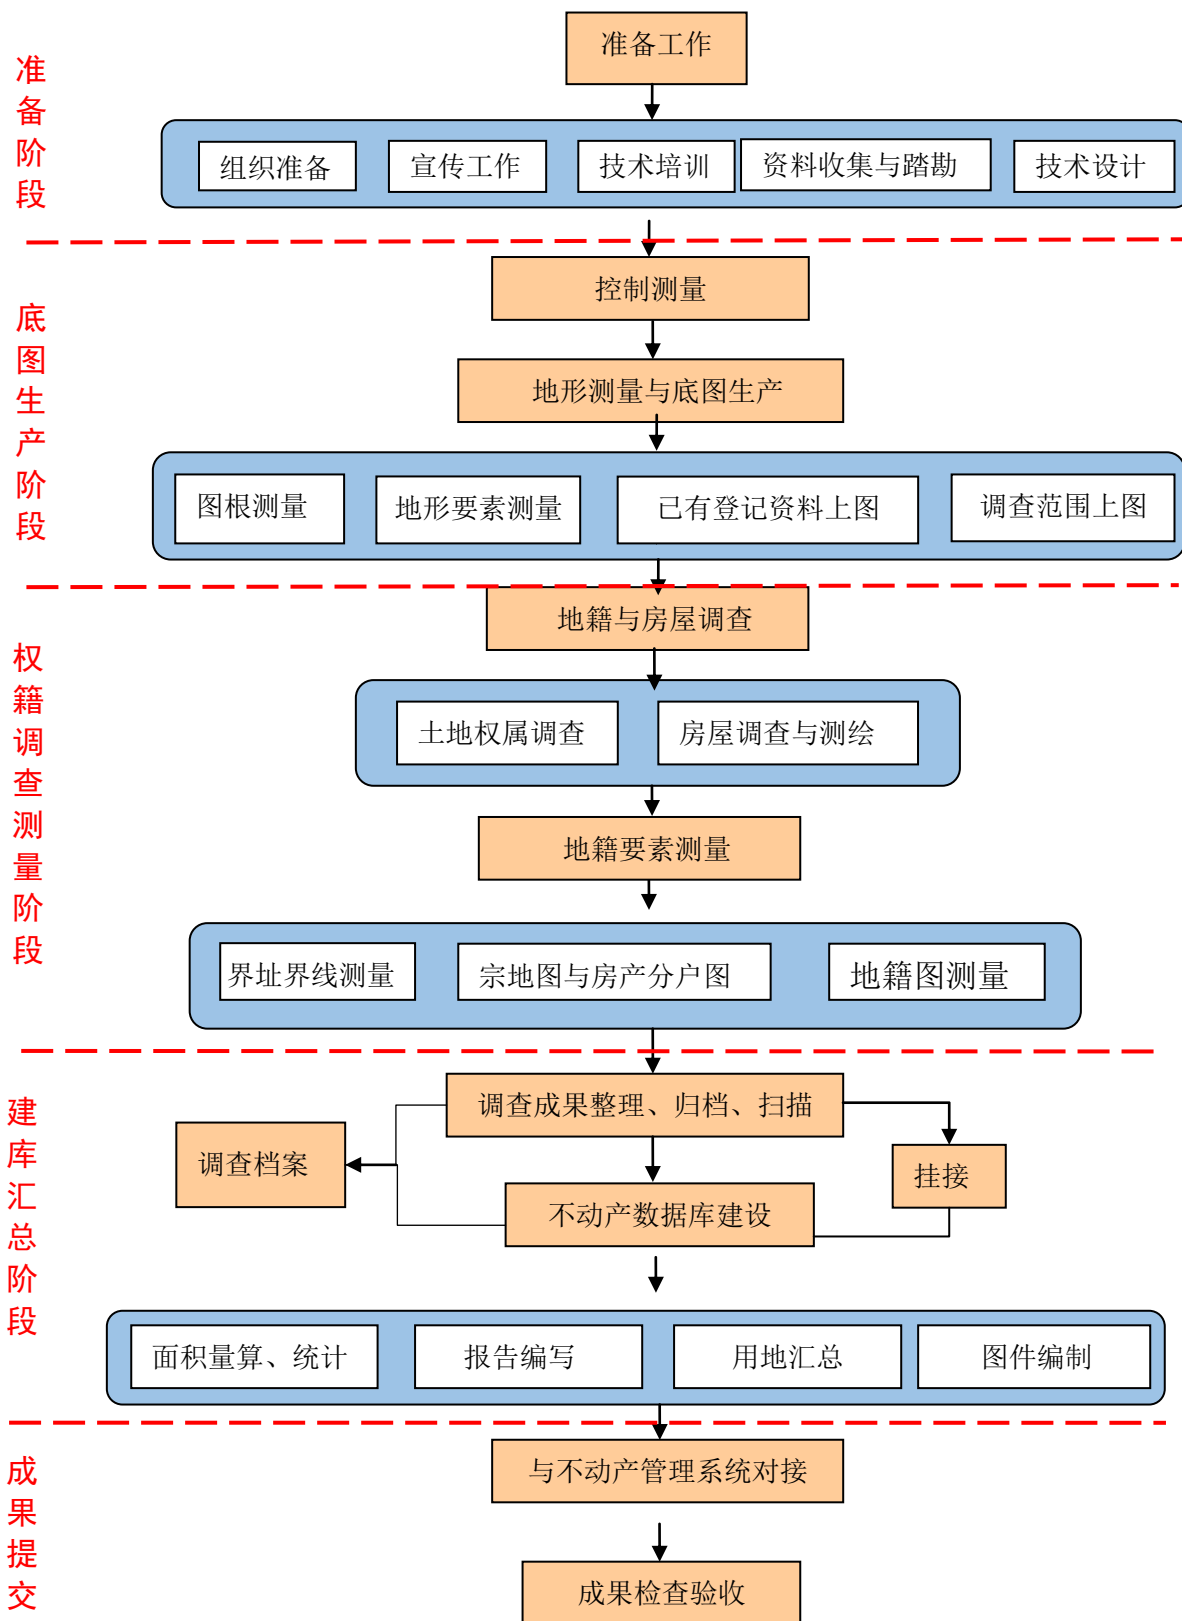 准备阶段
准备工作
组织准备
宣传工作
技术培训
资料收集与踏勘
技术设计
底图生产阶段
控制测量
地形测量与底图生产
图根测量
地形要素测量
已有登记资料上图
调查范围上图
权籍调查测量阶段
地籍与房屋调查
土地权属调查
房屋调查与测绘
地籍要素测量
界址界线测量
宗地图与房产分户图
地籍图测量
建库汇总阶段
调查成果整理、归档、扫描
调查档案
挂接
不动产数据库建设
面积量算、统计
报告编写
用地汇总
图件编制
成果提交
与不动产管理系统对接
成果检查验收